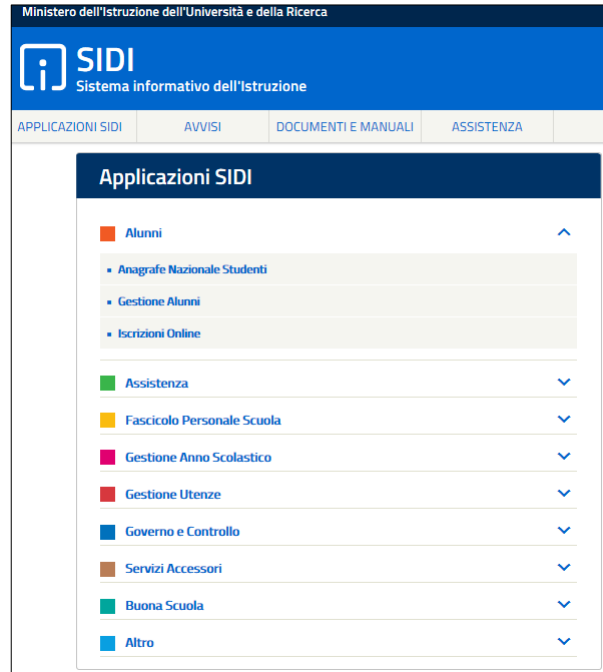 Ministero dell'Istruzione dell'Università e della Ricerca
SIDI
Sistema informativo dell'Istruzione
APPLICAZIONI SIDI AVVISI DOCUMENTI E MANUALI ASSISTENZA
Applicazioni SIDI
Alunni
Anagrafe Nazionale Studenti
Gestione Alunni
Iscrizioni Online
Assistenza
Fascicolo Personale Scuola
Gestione Anno Scolastico
Gestione Utenze
Governo e Controllo
Servizi Accessori
Buona Scuola
Altro